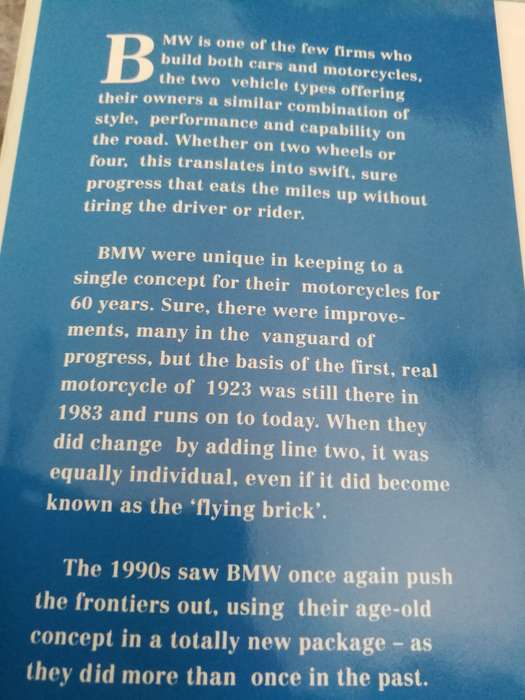 BMW is one of the few firms who
build both cars and motorcycles,
the two vehicle types offering
their owners a similar combination of
style, performance and capability on
the road. Whether on two wheels or
four, this translates into swift, sure
progress that eats the miles up without
tiring the driver or rider.
BMW were unique in keeping to a
single concept for their motorcycles for
60 years. Sure, there were improve-
ments, many in the vanguard of
progress, but the basis of the first, real
motorcycle of 1923 was still there in
1983 and runs on to today. When they
did change by adding line two, it was
equally individual, even if it did become
known as the ‘flying brick’.
The 1990s saw BMW once again push
the frontiers out, using their age-old
concept in a totally new package – as
they did more than once in the past.